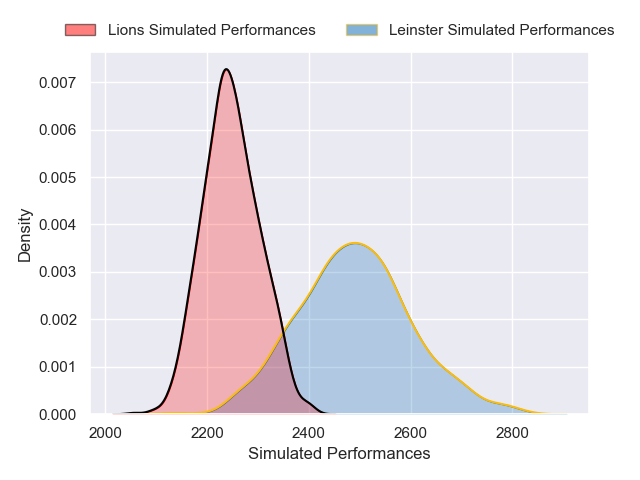 Lions Simulated Performances Leinster Simulated Performances
0.007
0.006
0.005
0.004
0.003
0.002
0.001
0.000
Density
2000 2200 2400 2600 2800
Simulated Performances